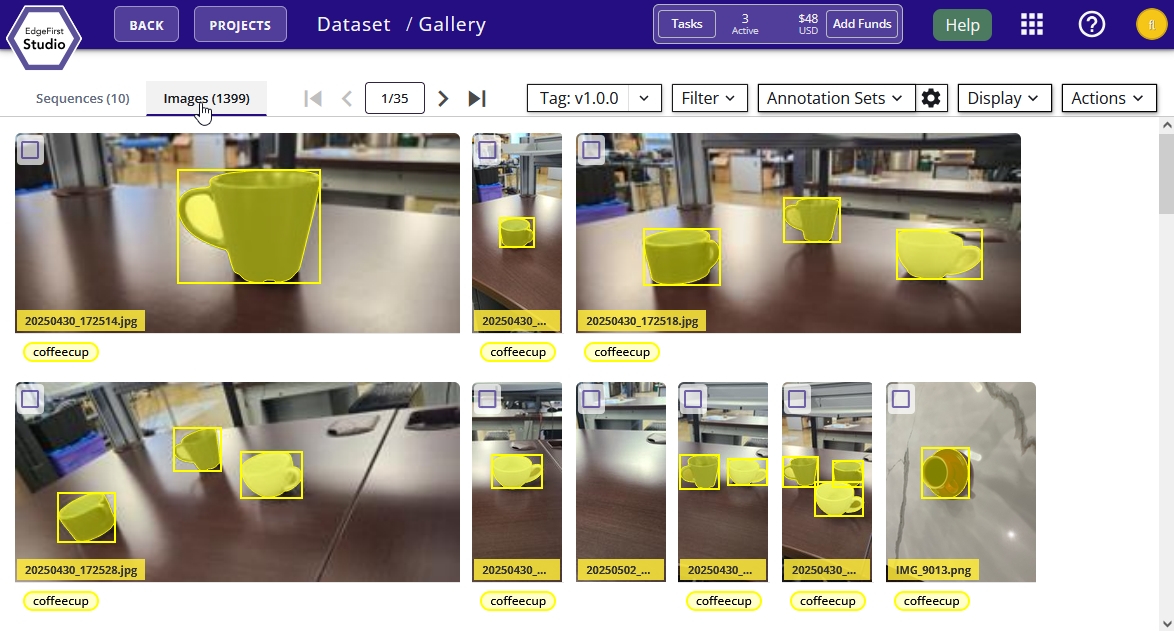 EdgeFirst
Studio
BACK
PROJECTS
Dataset / Gallery
Tasks
3
Active
$48
USD
Add Funds
Help
fl
Sequences (10)
Images (1399)
1/35
Tag: v1.0.0
Filter
Annotation Sets
Display
Actions
20250430_172514.jpg
20250430_...
20250430_172518.jpg
coffeecup
coffeecup
coffeecup
20250430_172528.jpg
20250430_...
20250502_...
20250430_...
20250430_...
IMG_9013.png
coffeecup
coffeecup
coffeecup
coffeecup
coffeecup